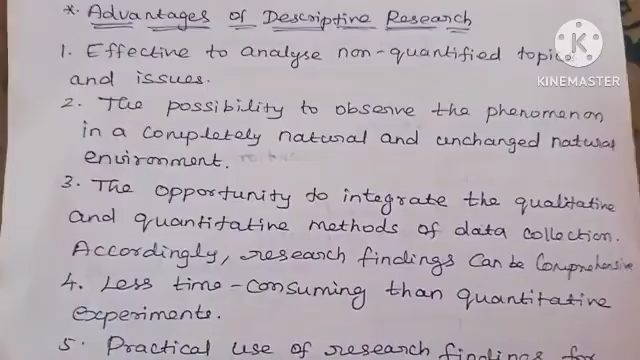 *. Advantages of Descriptive Research
1. Effective to analyse non-quantified topics
and issues.
2. The possibility to observe the phenomenon
in a completely natural and unchanged natural
environment.
3. The opportunity to integrate the qualitative
and quantitative methods of data collection.
Accordingly, research findings can be comprehensive
4. Less time-consuming than quantitative
experiments.
5. Practical use of research findings for
K
KINEMASTER